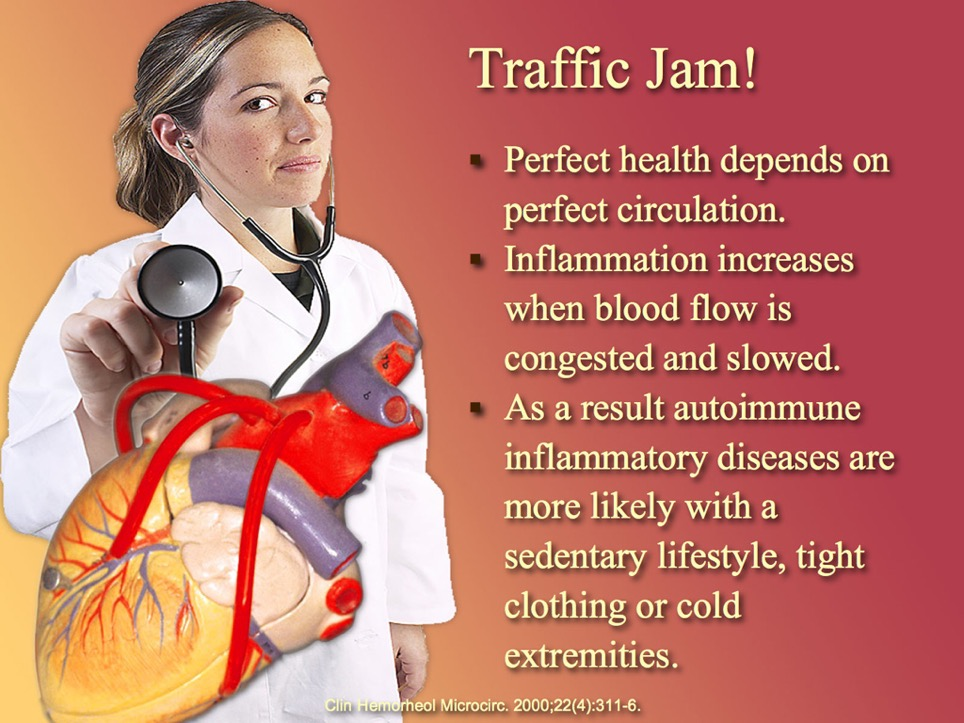 Traffic Jam!
▪ Perfect health depends on
perfect circulation.
▪ Inflammation increases
when blood flow is
congested and slowed.
▪ As a result autoimmune
inflammatory diseases are
more likely with a
sedentary lifestyle, tight
clothing or cold
extremities.
Clin Hemorheol Microcirc. 2000;22(4):311-6.